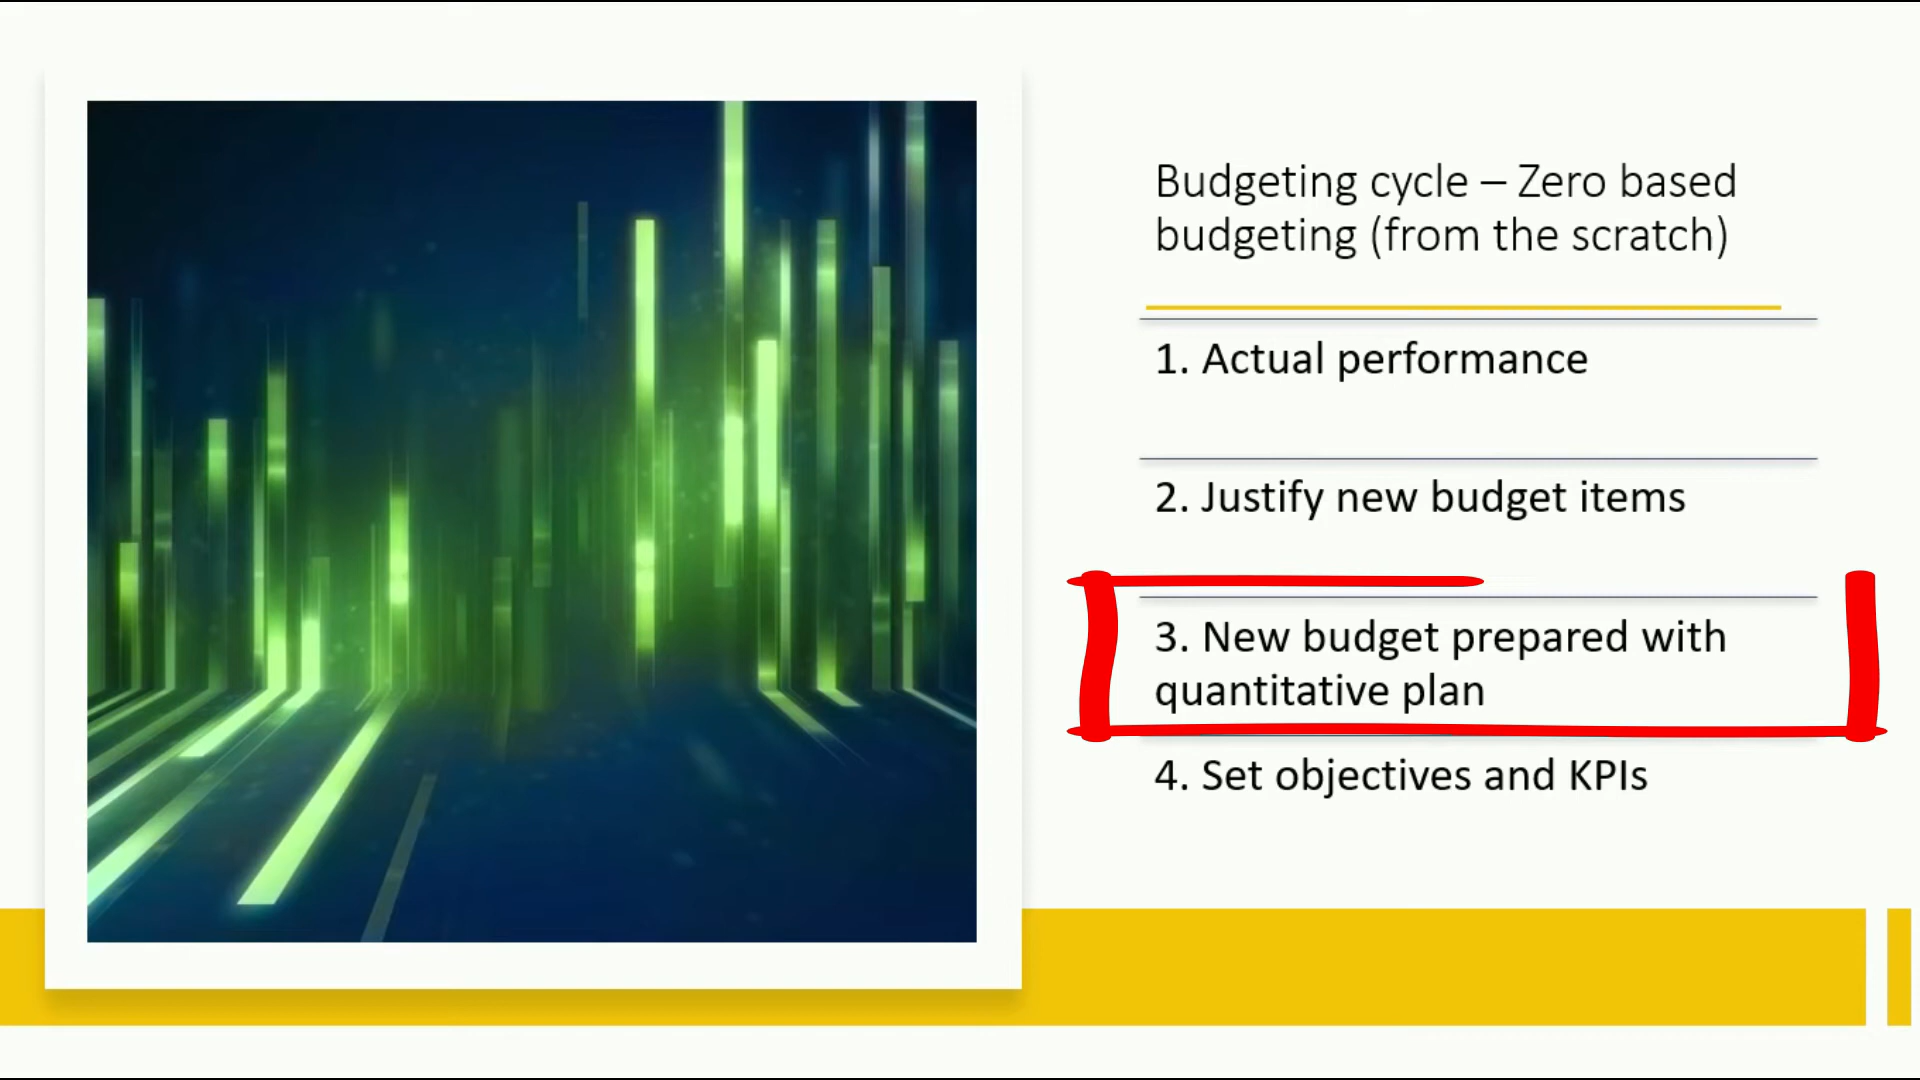 Budgeting cycle – Zero based
budgeting (from the scratch)
1. Actual performance
2. Justify new budget items
3. New budget prepared with
quantitative plan
4. Set objectives and KPIs